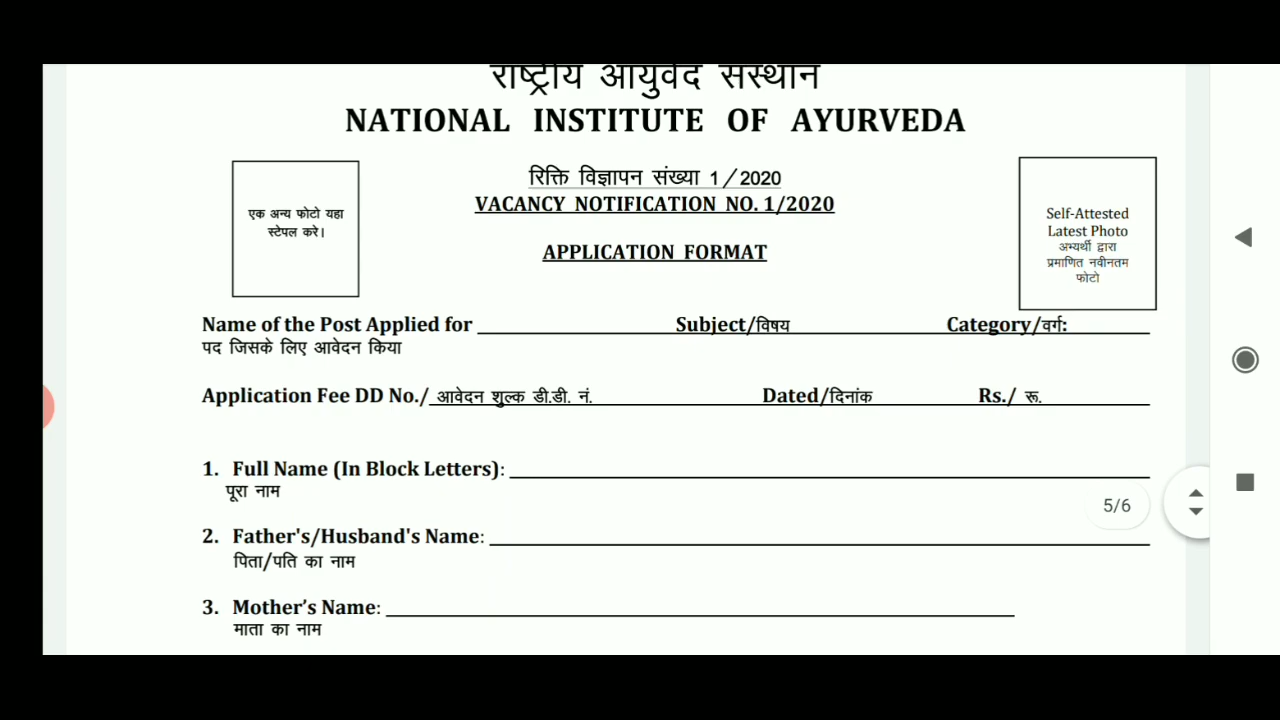 राष्ट्रीय आयुर्वेद संस्थान
NATIONAL INSTITUTE OF AYURVEDA
एक अन्य फोटो यहा
स्टेपल करे।
रिक्ति विज्ञापन संख्या 1/2020
VACANCY NOTIFICATION NO. 1/2020
APPLICATION FORMAT
Self-Attested
Latest Photo
अभ्यर्थी द्वारा
प्रमाणित नवीनतम
फोटो
Name of the Post Applied for Subject/विषय Category/वर्ग:
पद जिसके लिए आवेदन किया
Application Fee DD No./ आवेदन शुल्क डी.डी. नं. Dated/दिनांक Rs./ रू.
1. Full Name (In Block Letters):
पूरा नाम
2. Father's/Husband's Name:
पिता/पति का नाम
3. Mother's Name:
माता का नाम
5/6